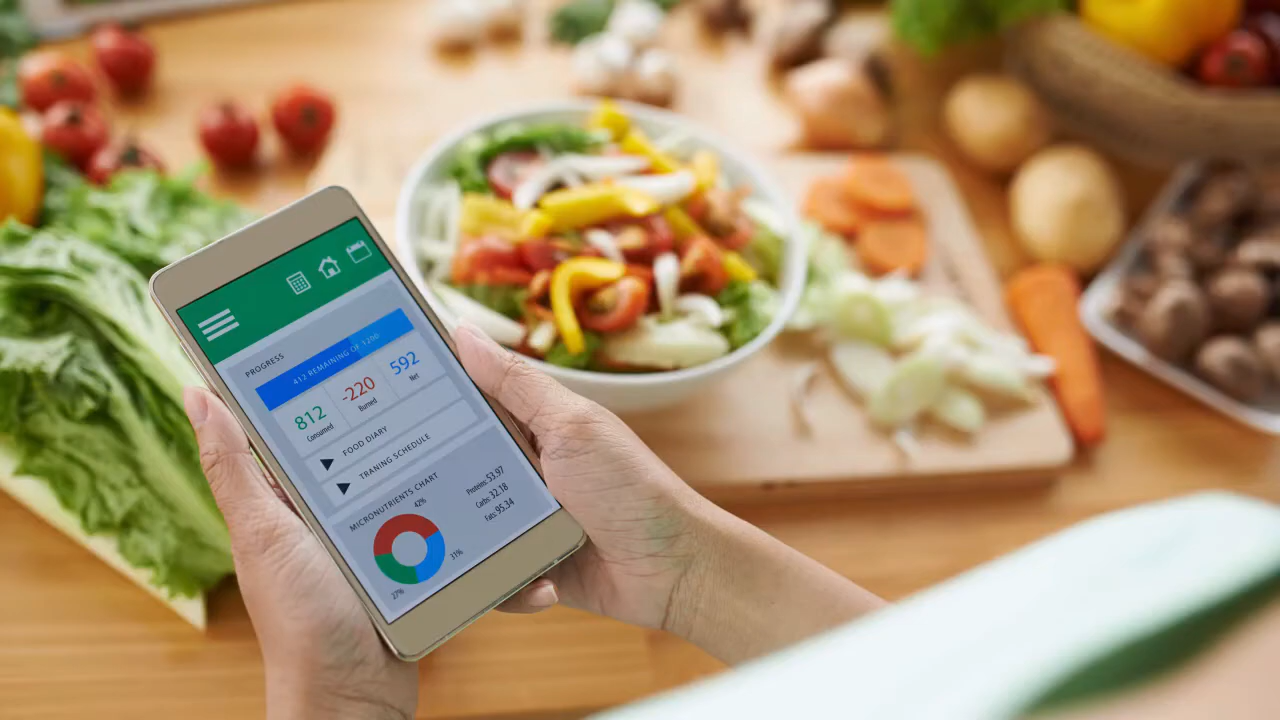 PROGRESS
412 REMAINING OF 1200
812 -220 592
Consumed Burned Net
FOOD DIARY
TRANING SCHEDULE
MICRONUTRIENTS CHART
42%
31%
27%
Proteins: 53.97
Carbs: 32.18
Fats: 95.34